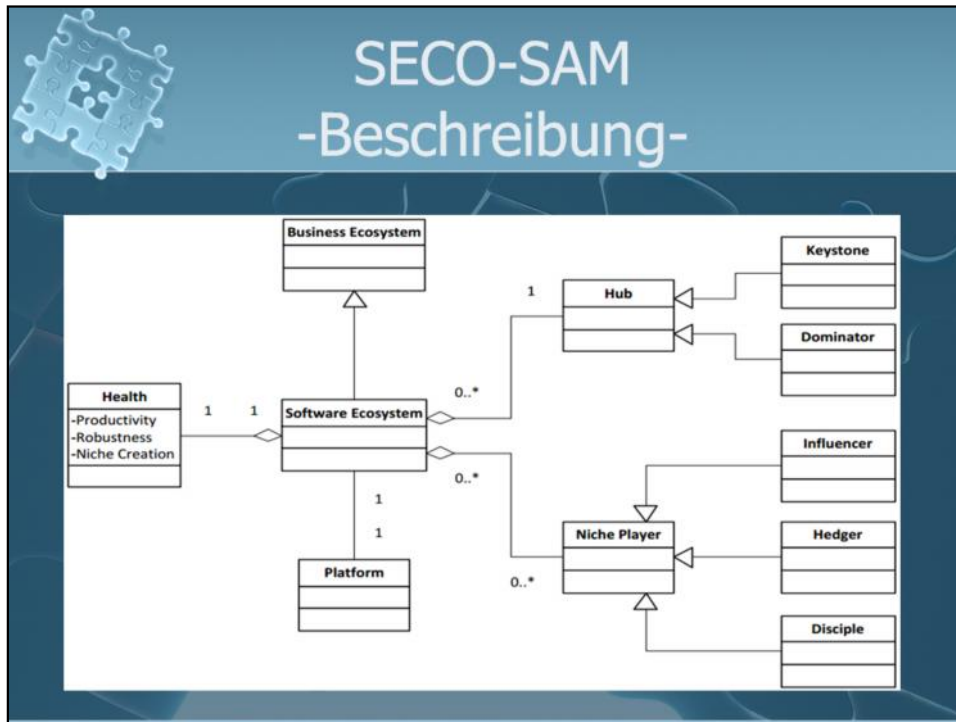 SECO-SAM
-Beschreibung-
Business Ecosystem
Keystone
1
Hub
Dominator
Health
-Productivity
-Robustness
-Niche Creation
1
1
Software Ecosystem
0..*
0..*
Influencer
1
1
Platform
Niche Player
0..*
Hedger
Disciple